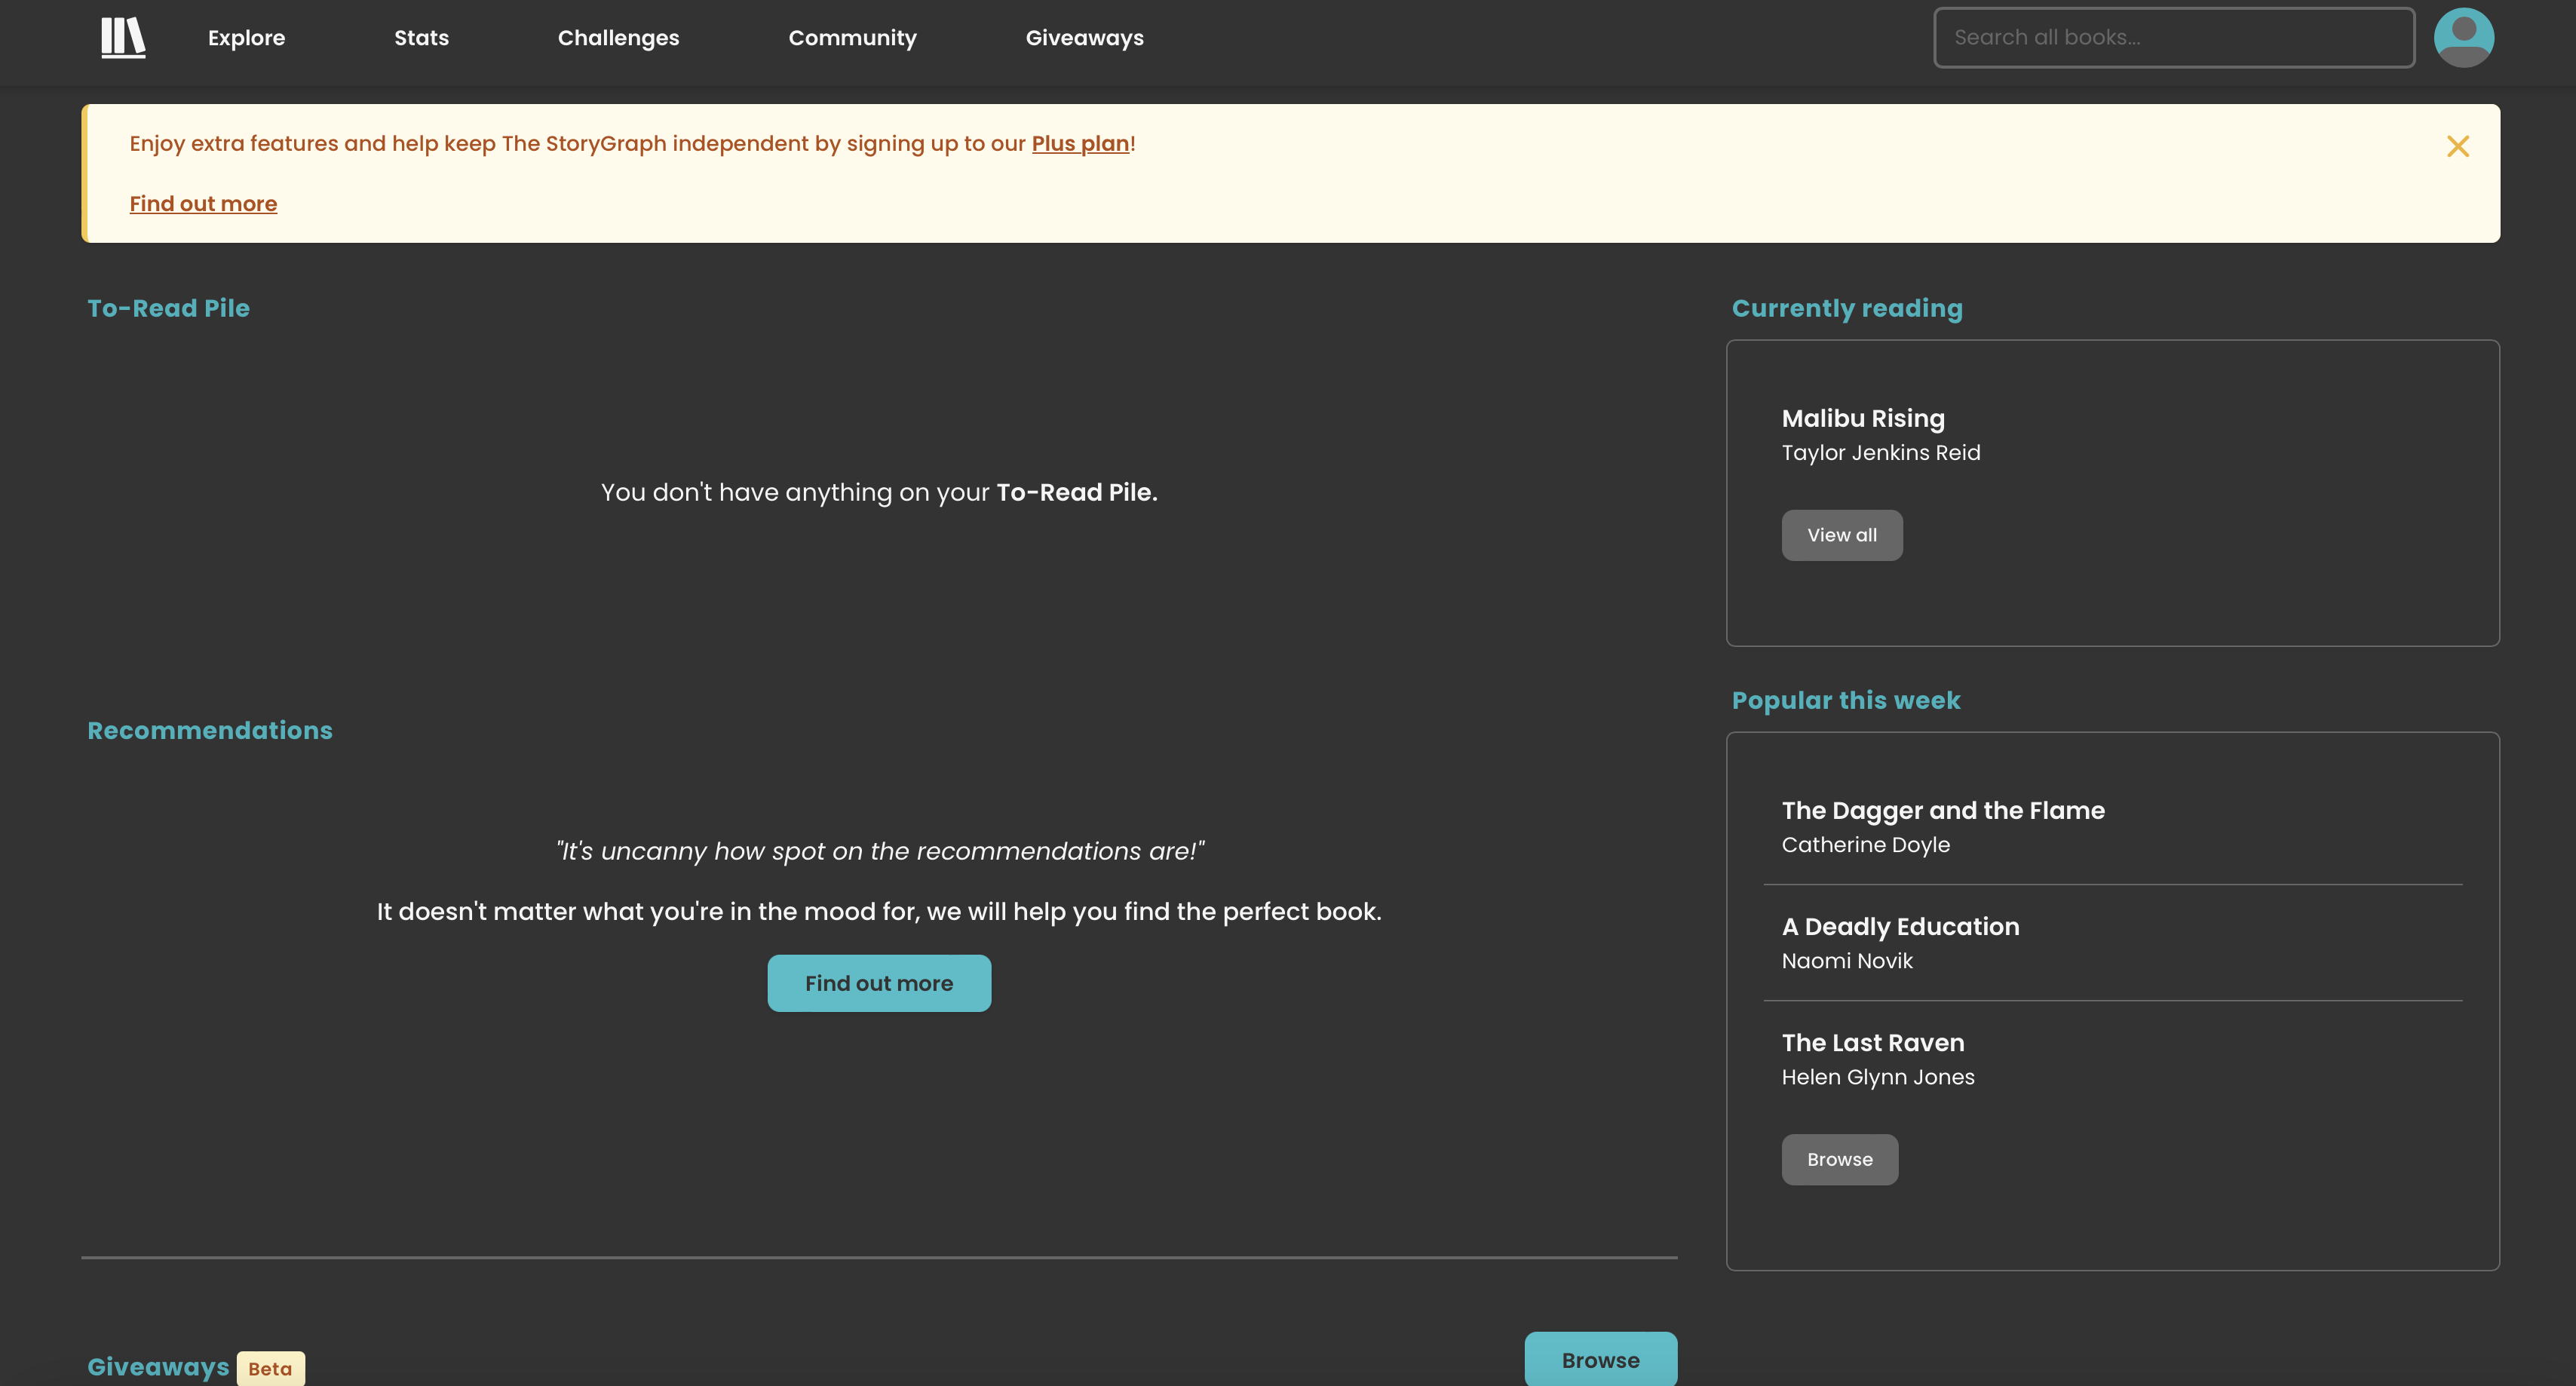 Explore
Stats
Challenges
Community
Giveaways
Search all books...
Enjoy extra features and help keep The StoryGraph independent by signing up to our Plus plan!
Find out more
To-Read Pile
You don't have anything on your To-Read Pile.
Recommendations
"It's uncanny how spot on the recommendations are!"
It doesn't matter what you're in the mood for, we will help you find the perfect book.
Find out more
Giveaways Beta
Browse
Currently reading
Malibu Rising
Taylor Jenkins Reid
View all
Popular this week
The Dagger and the Flame
Catherine Doyle
A Deadly Education
Naomi Novik
The Last Raven
Helen Glynn Jones
Browse